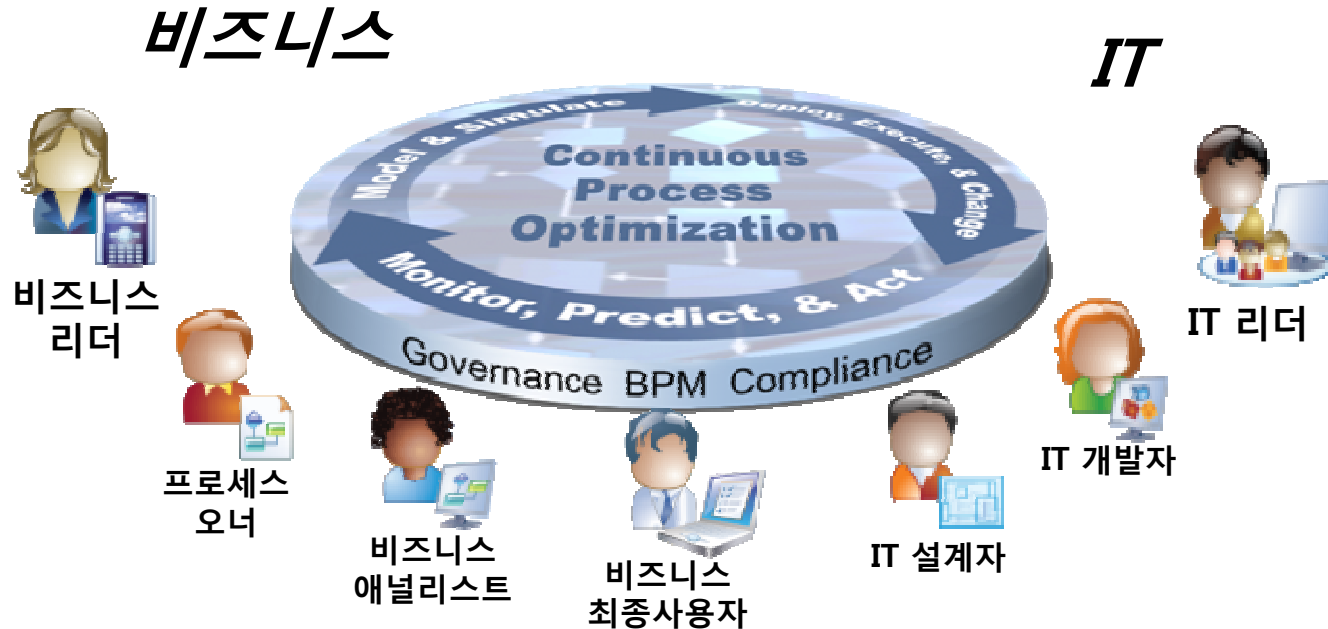 비즈니스
IT
Model & Simulate
Deploy, Execute, & Change
Continuous
Process
Optimization
Monitor, Predict, & Act
Governance BPM Compliance
비즈니스
리더
프로세스
오너
비즈니스
애널리스트
비즈니스
최종사용자
IT 설계자
IT 개발자
IT 리더